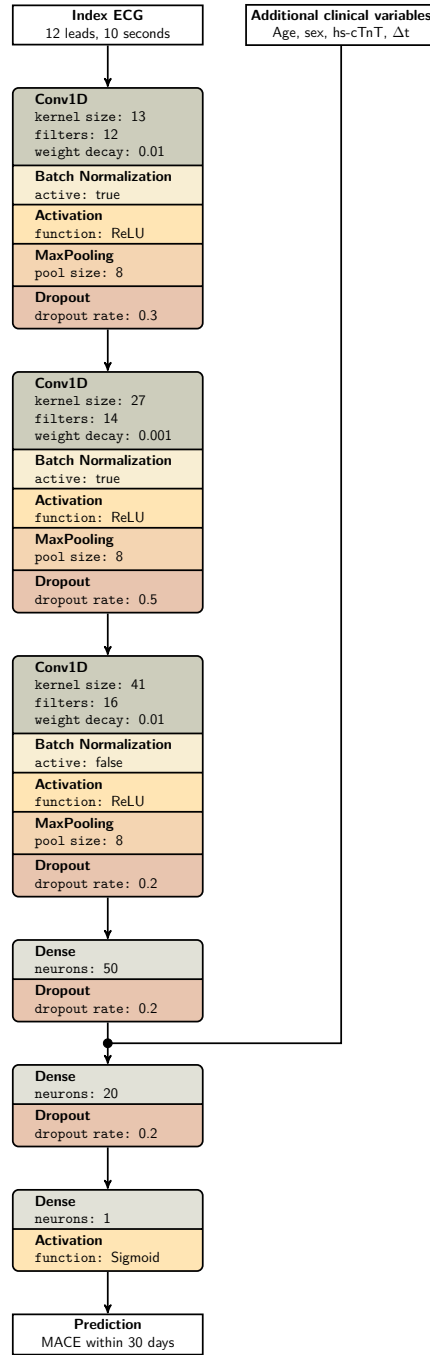 Index ECG
12 leads, 10 seconds
Additional clinical variables
Age, sex, hs-cTnT, Δt
Conv1D
kernel size: 13
filters: 12
weight decay: 0.01
Batch Normalization
active: true
Activation
function: ReLU
MaxPooling
pool size: 8
Dropout
dropout rate: 0.3
Conv1D
kernel size: 27
filters: 14
weight decay: 0.001
Batch Normalization
active: true
Activation
function: ReLU
MaxPooling
pool size: 8
Dropout
dropout rate: 0.5
Conv1D
kernel size: 41
filters: 16
weight decay: 0.01
Batch Normalization
active: false
Activation
function: ReLU
MaxPooling
pool size: 8
Dropout
dropout rate: 0.2
Dense
neurons: 50
Dropout
dropout rate: 0.2
Dense
neurons: 20
Dropout
dropout rate: 0.2
Dense
neurons: 1
Activation
function: Sigmoid
Prediction
MACE within 30 days